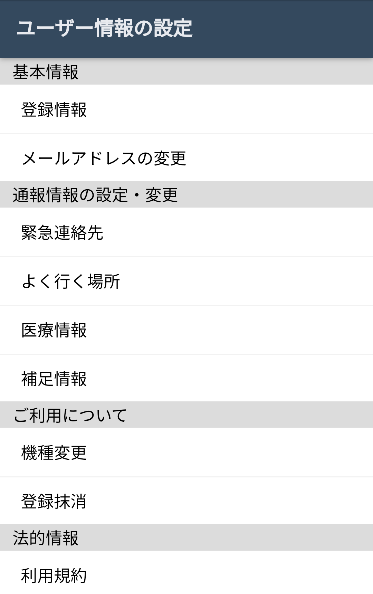 ユーザー情報の設定
基本情報
登録情報
メールアドレスの変更
通報情報の設定・変更
緊急連絡先
よく行く場所
医療情報
補足情報
ご利用について
機種変更
登録抹消
法的情報
利用規約